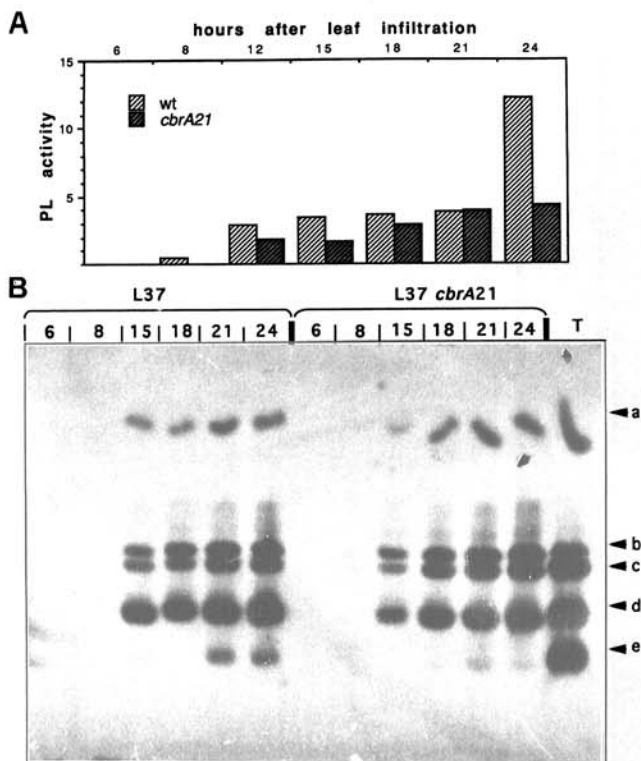 A
hours after leaf infiltration
6 8 12 15 18 21 24
15
10
5
PL activity
wt
cbrA21
B
L37
L37 cbrA21
6 8 15 18 21 24 6 8 15 18 21 24 T
a
b
c
d
e